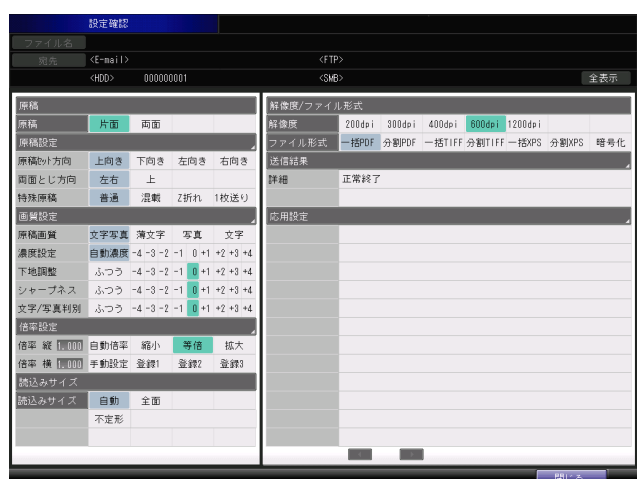 設定確認
ファイル名
宛先 <E-mail> <FTP>
<HDD> 000000001 <SMB> 全表示
原稿
原稿 片面 両面
原稿設定
原稿ｾｯﾄ方向 上向き 下向き 左向き 右向き
両面とじ方向 左右 上
特殊原稿 普通 混載 Z折れ 1枚送り
画質設定
原稿画質 文字写真 薄文字 写真 文字
濃度設定 自動濃度 -4 -3 -2 -1 0 +1 +2 +3 +4
下地調整 ふつう -4 -3 -2 -1 0 +1 +2 +3 +4
シャープネス ふつう -4 -3 -2 -1 0 +1 +2 +3 +4
文字/写真判別 ふつう -4 -3 -2 -1 0 +1 +2 +3 +4
倍率設定
倍率 縦 1.000 自動倍率 縮小 等倍 拡大
倍率 横 1.000 手動設定 登録1 登録2 登録3
読込みサイズ
読込みサイズ 自動 全面
不定形
解像度/ファイル形式
解像度 200dpi 300dpi 400dpi 600dpi 1200dpi
ファイル形式 一括PDF 分割PDF 一括TIFF 分割TIFF 一括XPS 分割XPS 暗号化
送信結果
詳細 正常終了
応用設定
閉じる